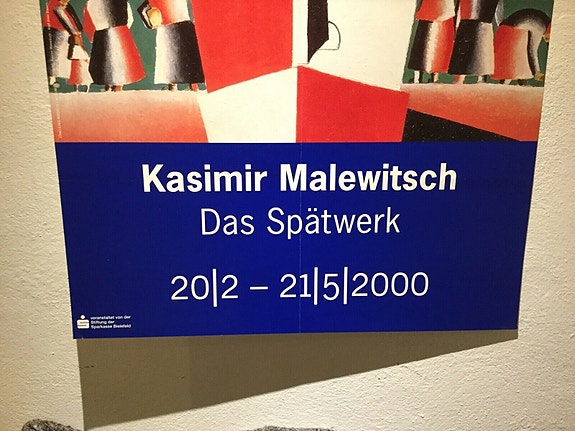 Kasimir Malewitsch
Das Spätwerk
20|2 – 21|5|2000
veranstaltet von der
Stiftung der
Sparkasse Bielefeld